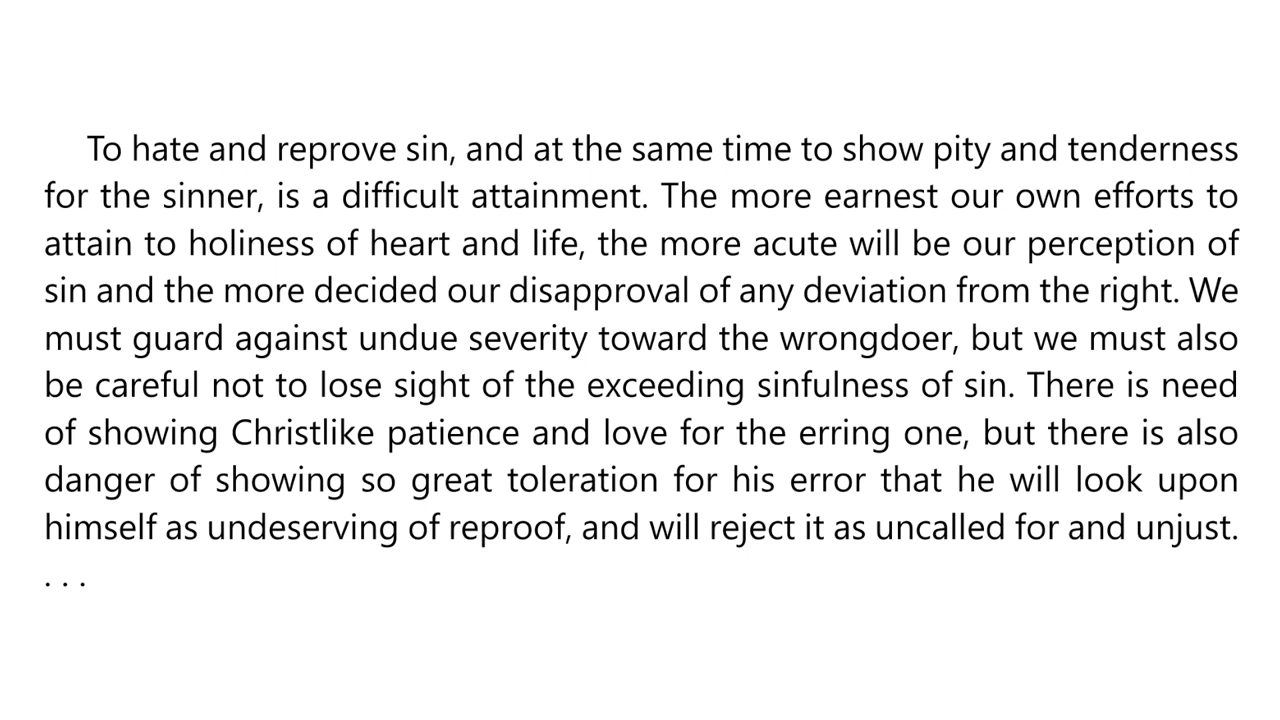 To hate and reprove sin, and at the same time to show pity and tenderness
for the sinner, is a difficult attainment. The more earnest our own efforts to
attain to holiness of heart and life, the more acute will be our perception of
sin and the more decided our disapproval of any deviation from the right. We
must guard against undue severity toward the wrongdoer, but we must also
be careful not to lose sight of the exceeding sinfulness of sin. There is need
of showing Christlike patience and love for the erring one, but there is also
danger of showing so great toleration for his error that he will look upon
himself as undeserving of reproof, and will reject it as uncalled for and unjust.
. . .